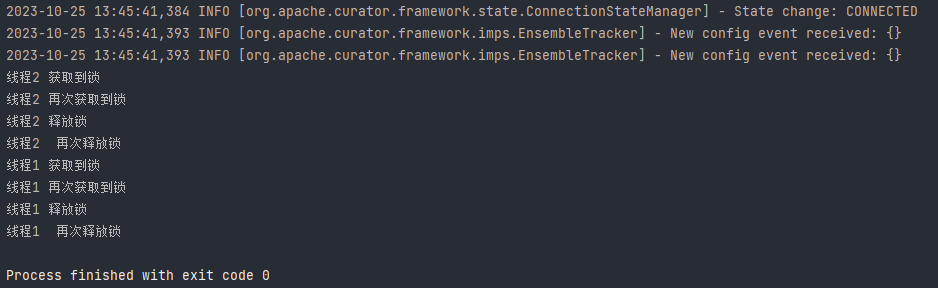 2023-10-25 13:45:41,384 INFO [org.apache.curator.framework.state.ConnectionStateManager] - State change: CONNECTED
2023-10-25 13:45:41,393 INFO [org.apache.curator.framework.imps.EnsembleTracker] - New config event received: {}
2023-10-25 13:45:41,393 INFO [org.apache.curator.framework.imps.EnsembleTracker] - New config event received: {}
线程2 获取到锁
线程2 再次获取到锁
线程2 释放锁
线程2  再次释放锁
线程1 获取到锁
线程1 再次获取到锁
线程1 释放锁
线程1  再次释放锁
Process finished with exit code 0